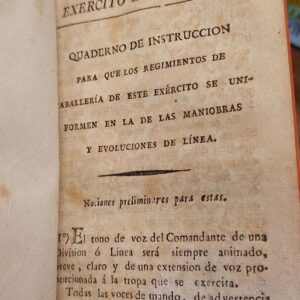 EXERCITO
QUADERNO DE INSTRUCCION
PARA QUE LOS REGIMIENTOS DE
CABALLERÍA DE ESTE EXÉRCITO SE UNI-
FORMEN EN LA DE LAS MANIOBRAS
Y EVOLUCIONES DE LÍNEA.
Nociones preliminares para estas.
1º) El tono de voz del Comandante de una
Division ó Linea será siempre animado,
breve, claro y de una extension de voz pro-
porcionada á la tropa que se exercita.
Todas las voces de mando, de advertencia